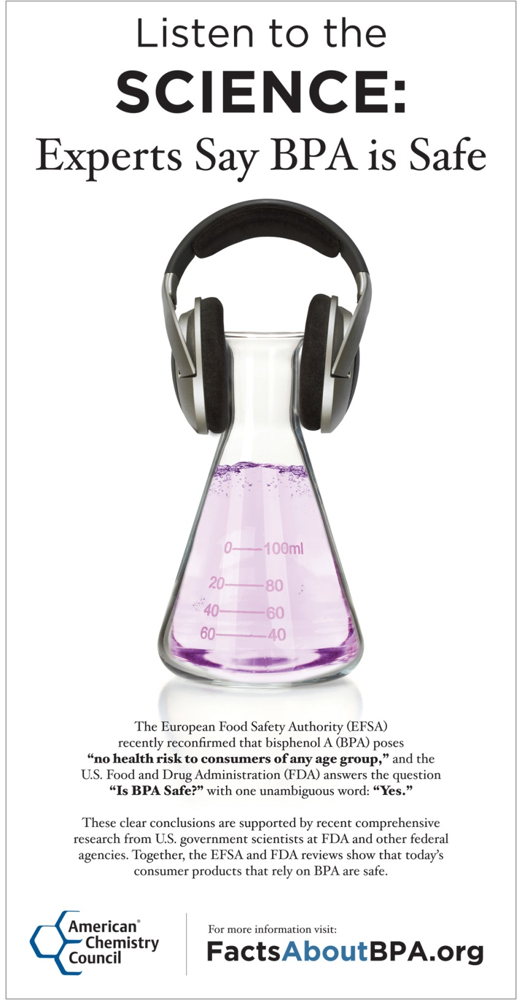 Listen to the
SCIENCE:
Experts Say BPA is Safe
0 100ml
20 80
40 60
60 40
The European Food Safety Authority (EFSA)
recently reconfirmed that bisphenol A (BPA) poses
“no health risk to consumers of any age group,” and the
U.S. Food and Drug Administration (FDA) answers the question
“Is BPA Safe?” with one unambiguous word: “Yes.”
These clear conclusions are supported by recent comprehensive
research from U.S. government scientists at FDA and other federal
agencies. Together, the EFSA and FDA reviews show that today’s
consumer products that rely on BPA are safe.
American®
Chemistry
Council
For more information visit:
FactsAboutBPA.org